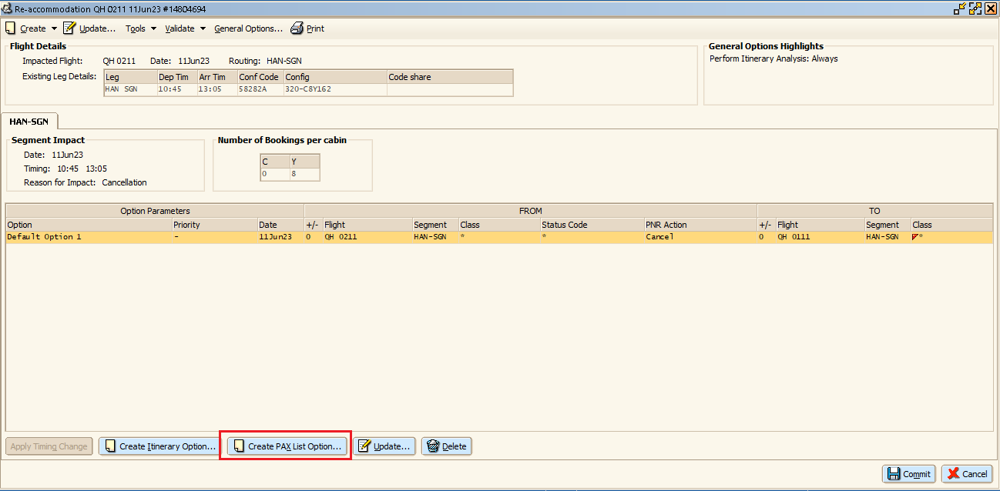 Re-accommodation QH 0211 11Jun23 #14804694
Create Update... Tools Validate General Options... Print
Flight Details
General Options Highlights
Impacted Flight: QH 0211 Date: 11Jun23 Routing: HAN-SGN
Perform Itinerary Analysis: Always
Existing Leg Details: Leg Dep Tim Arr Tim Conf Code Config Code share
HAN SGN 10:45 13:05 58282A 320-C8Y162
HAN-SGN
Segment Impact
Number of Bookings per cabin
Date: 11Jun23
Timing: 10:45 13:05
Reason for Impact: Cancellation
C Y
0 8
Option Parameters FROM TO
Option Priority Date +/- Flight Segment Class Status Code PNR Action +/- Flight Segment Class
Default Option 1 - 11Jun23 0 QH 0211 HAN-SGN * * Cancel 0 QH 0111 HAN-SGN *
Apply Timing Change Create Itinerary Option... Create PAX List Option... Update... Delete
Commit Cancel